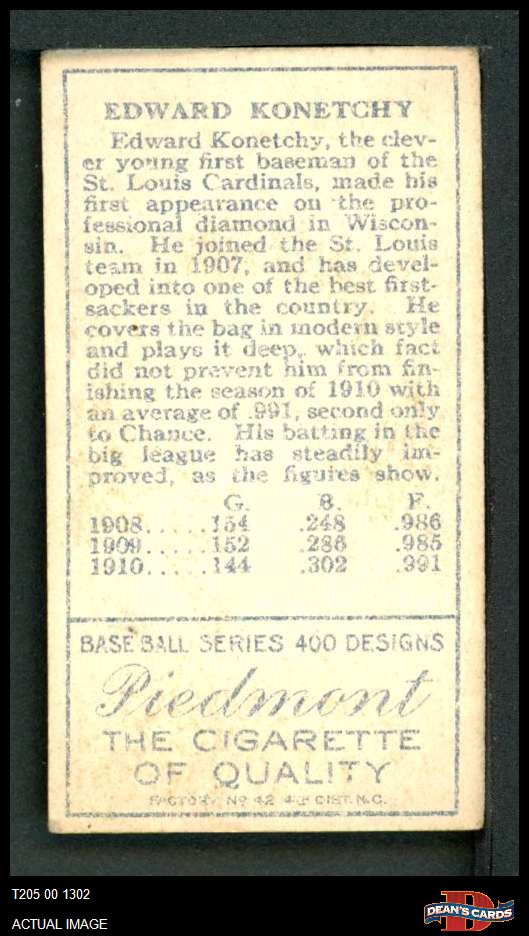 EDWARD KONETCHY
Edward Konetchy, the clev-
er young first baseman of the
St. Louis Cardinals, made his
first appearance on the pro-
fessional diamond in Wiscon-
sin. He joined the St. Louis
team in 1907, and has devel-
oped into one of the best first-
sackers in the country. He
covers the bag in modern style
and plays it deep, which fact
did not prevent him from fin-
ishing the season of 1910 with
an average of .991, second only
to Chance. His batting in the
big league has steadily im-
proved, as the figures show.
G. B. F.
1908.....154 .248 .986
1909.....152 .286 .985
1910.....144 .302 .991
BASE BALL SERIES 400 DESIGNS
Piedmont
THE CIGARETTE
OF QUALITY
FACTORY No 42 4TH DIST. N.C.
T205 00 1302
ACTUAL IMAGE
D
DEAN'S CARDS